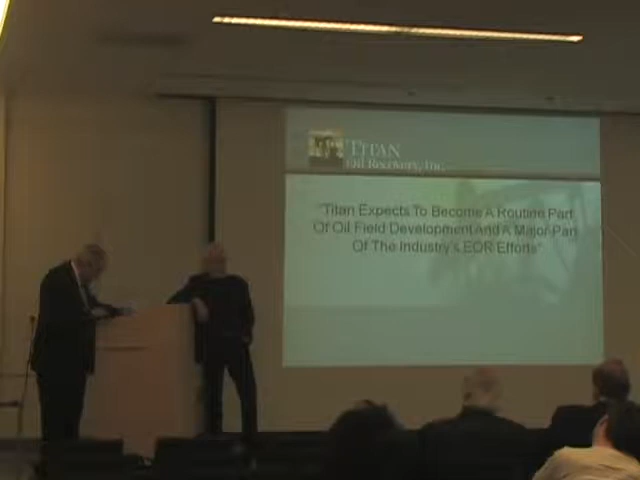 TITAN
OIL RECOVERY, INC.
"Titan Expects To Become A Routine Part
Of Oil Field Development And A Major Part
Of The Industry's EOR Efforts"